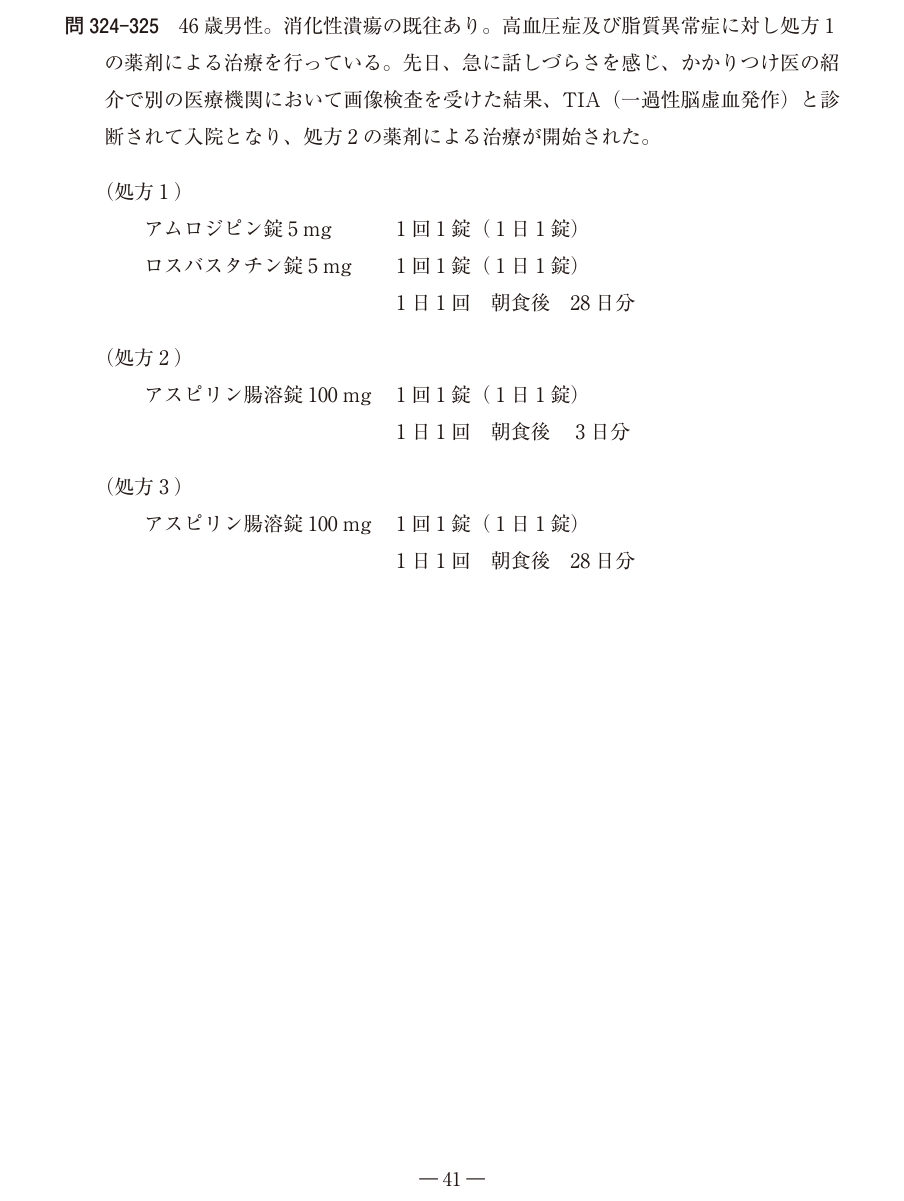 問 324-325　46 歳男性。消化性潰瘍の既往あり。高血圧症及び脂質異常症に対し処方１
の薬剤による治療を行っている。先日、急に話しづらさを感じ、かかりつけ医の紹
介で別の医療機関において画像検査を受けた結果、TIA（一過性脳虚血発作）と診
断されて入院となり、処方２の薬剤による治療が開始された。
（処方１）
アムロジピン錠５mg　１回１錠（１日１錠）
ロスバスタチン錠５mg　１回１錠（１日１錠）
１日１回　朝食後　28 日分
（処方２）
アスピリン腸溶錠 100 mg　１回１錠（１日１錠）
１日１回　朝食後　３日分
（処方３）
アスピリン腸溶錠 100 mg　１回１錠（１日１錠）
１日１回　朝食後　28 日分
― 41 ―